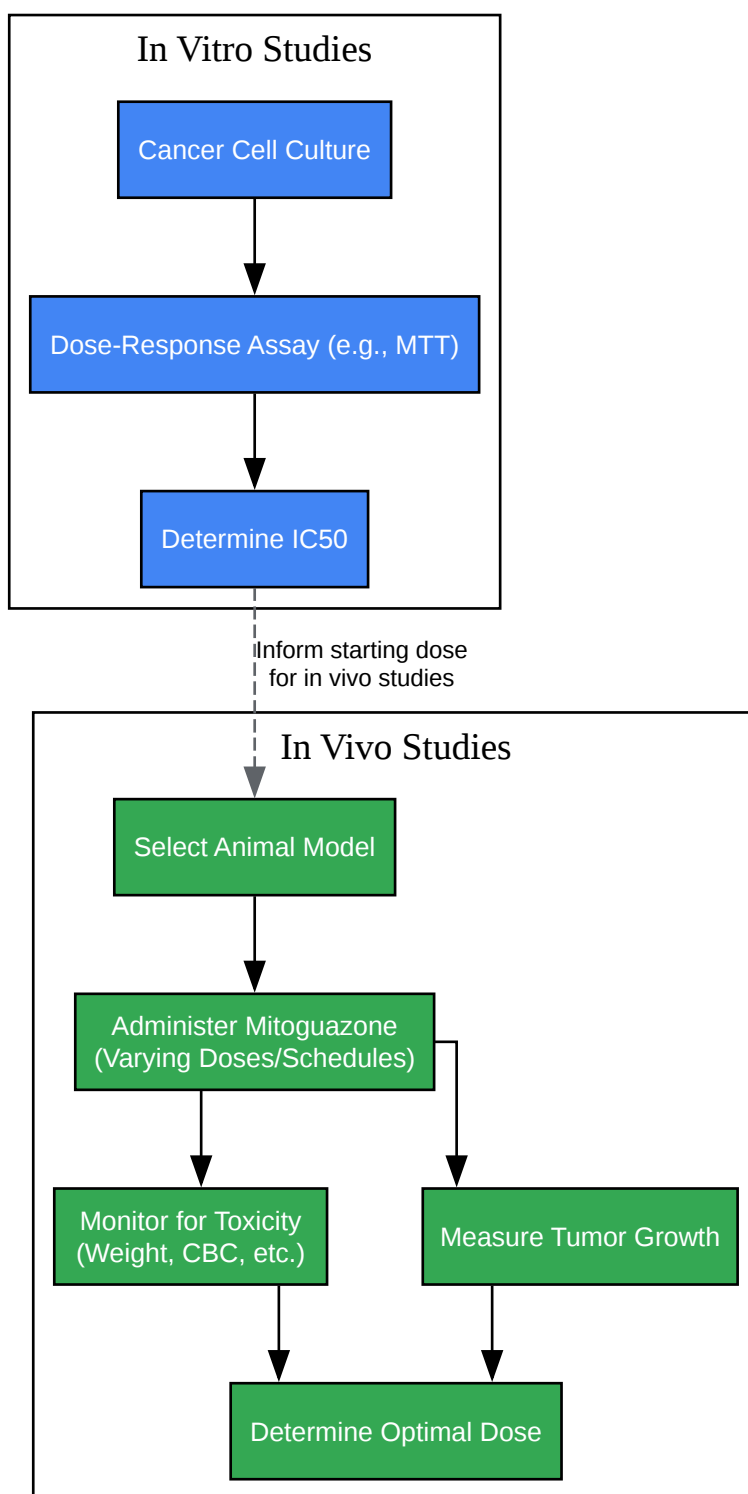 In Vitro Studies
Cancer Cell Culture
Dose-Response Assay (e.g., MTT)
Determine IC50
Inform starting dose
for in vivo studies
In Vivo Studies
Select Animal Model
Administer Mitoguazone
(Varying Doses/Schedules)
Monitor for Toxicity
(Weight, CBC, etc.)
Measure Tumor Growth
Determine Optimal Dose